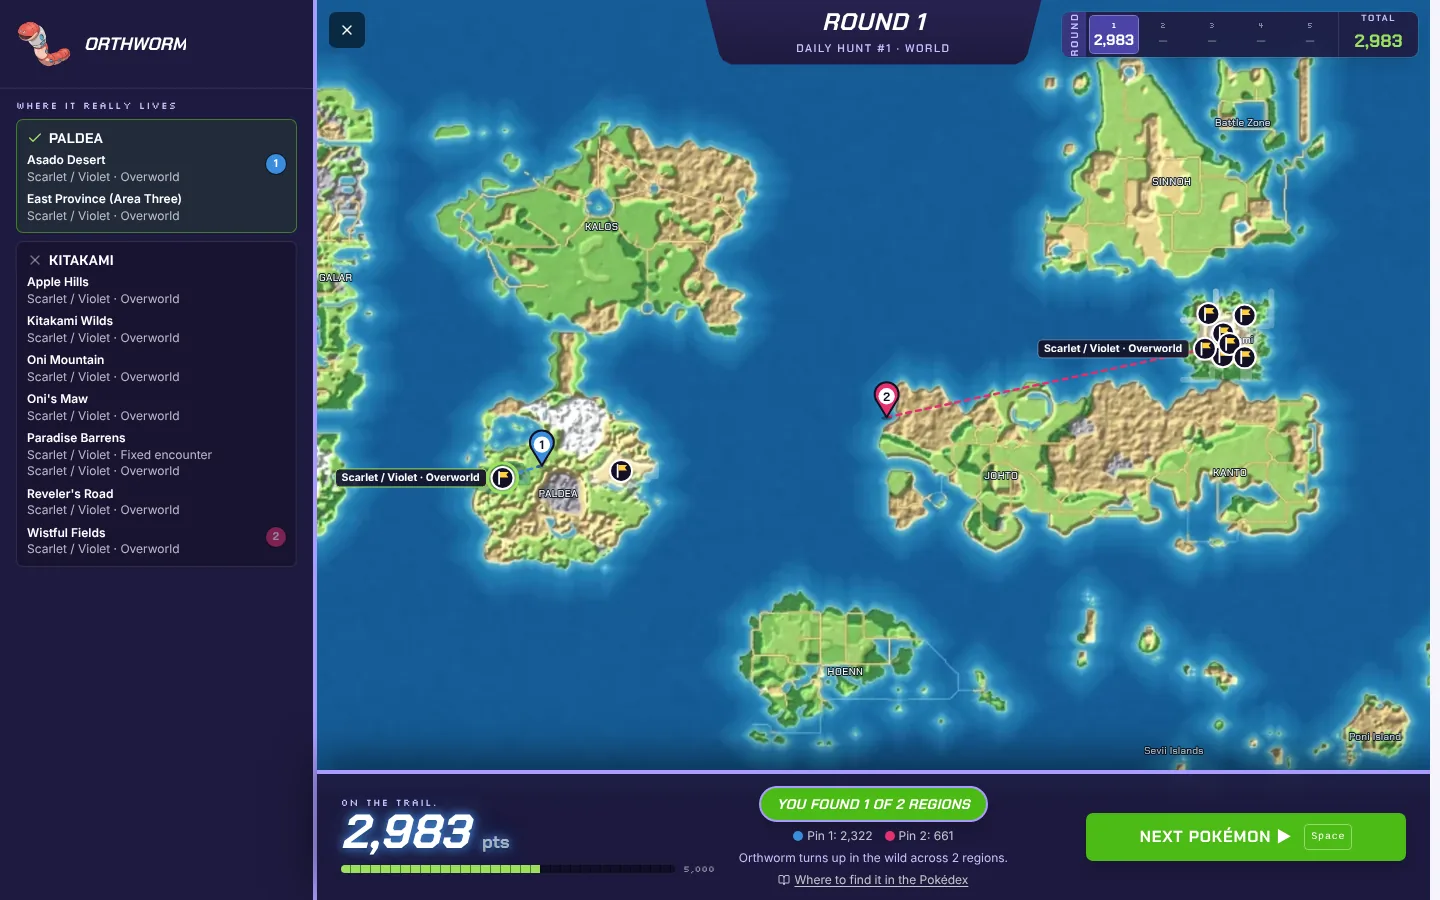 ORTHWORM
WHERE IT REALLY LIVES
PALDEA
Asado Desert
Scarlet / Violet · Overworld
1
East Province (Area Three)
Scarlet / Violet · Overworld
KITAKAMI
Apple Hills
Scarlet / Violet · Overworld
Kitakami Wilds
Scarlet / Violet · Overworld
Oni Mountain
Scarlet / Violet · Overworld
Oni's Maw
Scarlet / Violet · Overworld
Paradise Barrens
Scarlet / Violet · Fixed encounter
Scarlet / Violet · Overworld
Reveler's Road
Scarlet / Violet · Overworld
Wistful Fields
Scarlet / Violet · Overworld
2
ROUND 1
DAILY HUNT #1 · WORLD
ROUND
1 2 3 4 5 TOTAL
2,983 — — — — 2,983
Battle Zone
SINNOH
KALOS
GALAR
Scarlet / Violet · Overworld
2
1
Scarlet / Violet · Overworld
PALDEA
JOHTO
KANTO
HOENN
Poni Island
Sevii Islands
ON THE TRAIL.
2,983 pts
5,000
YOU FOUND 1 OF 2 REGIONS
Pin 1: 2,322 Pin 2: 661
Orthworm turns up in the wild across 2 regions.
Where to find it in the Pokédex
NEXT POKÉMON ▶ Space